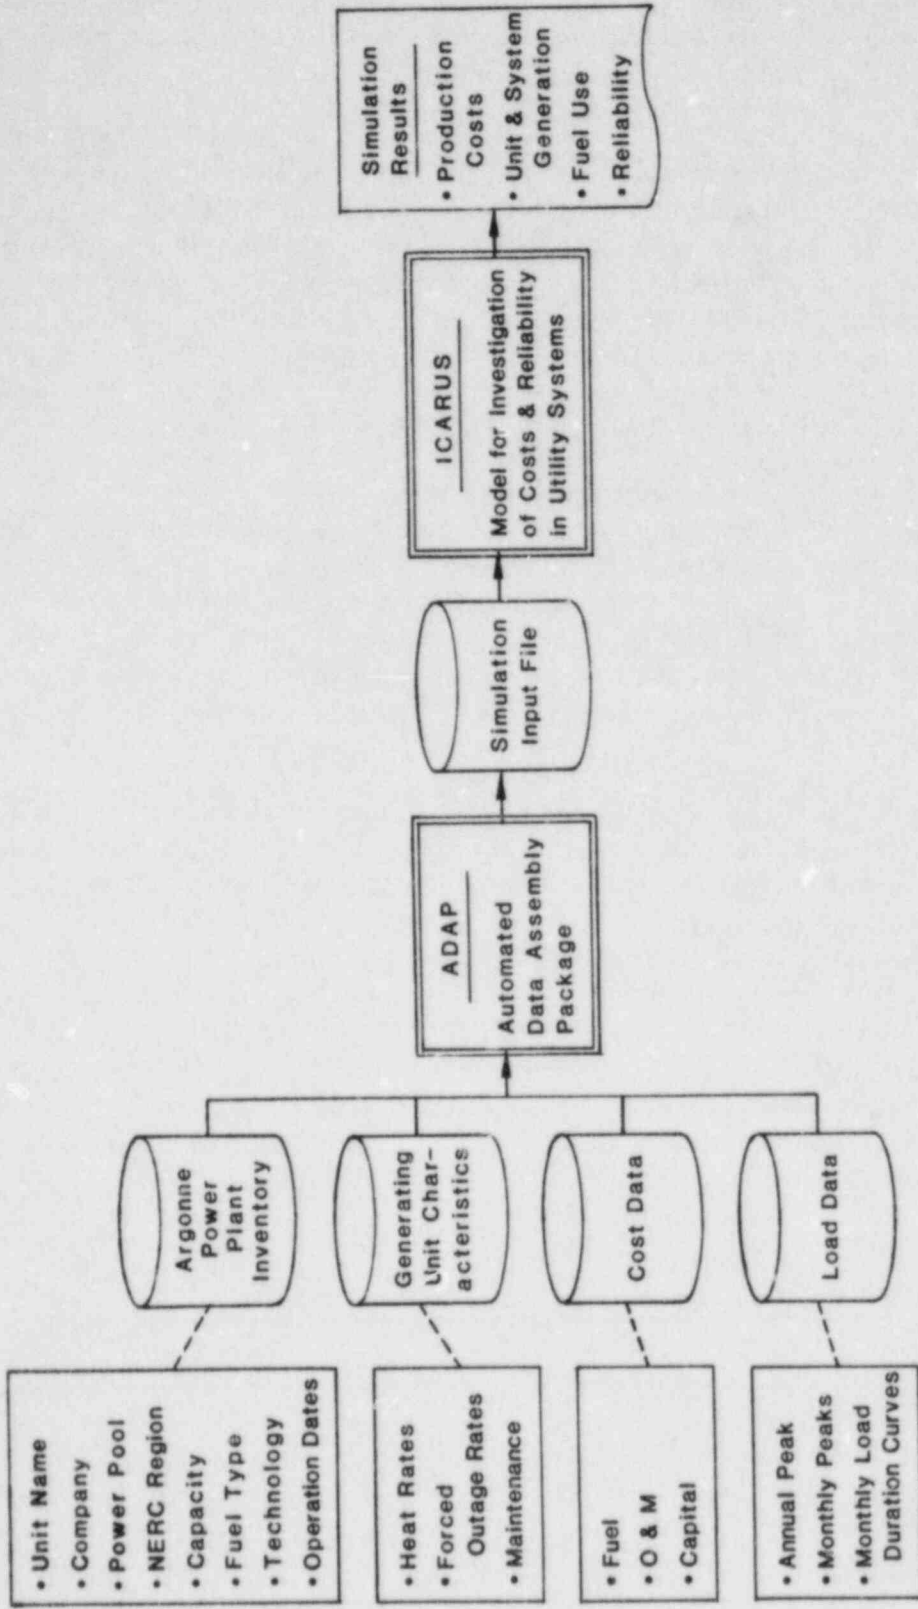 • Unit Name
• Company
• Power Pool
• NERC Region
• Capacity
• Fuel Type
• Technology
• Operation Dates
Argonne
Power
Plant
Inventory
• Heat Rates
• Forced
Outage Rates
• Maintenance
Generating
Unit Char-
acteristics
• Fuel
• O & M
• Capital
Cost Data
• Annual Peak
• Monthly Peaks
• Monthly Load
Duration Curves
Load Data
ADAP
Automated
Data Assembly
Package
Simulation
Input File
ICARUS
Model for Investigation
of Costs & Reliability
in Utility Systems
Simulation
Results
• Production
Costs
• Unit & System
Generation
• Fuel Use
• Reliability